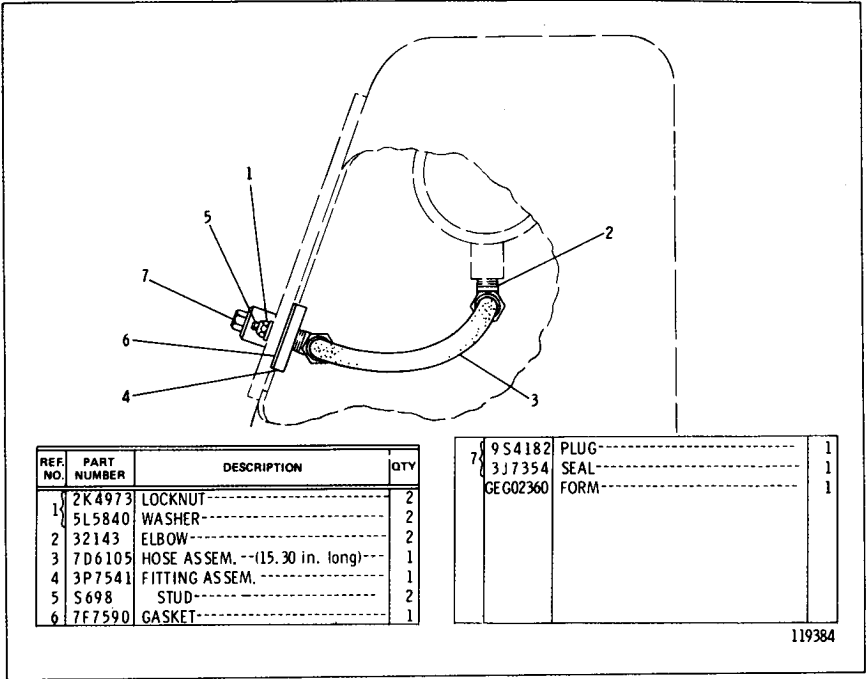 1
5
2
7
6
4
3
REF. NO. PART NUMBER DESCRIPTION QTY
1{ 2K4973 LOCKNUT 2
5L5840 WASHER 2
2 32143 ELBOW 2
3 7D6105 HOSE ASSEM. --(15.30 in. long)--- 1
4 3P7541 FITTING ASSEM. 1
5 S698 STUD 2
6 7F7590 GASKET 1
7{ 9S4182 PLUG 1
3J7354 SEAL 1
GEG02360 FORM 1
119384